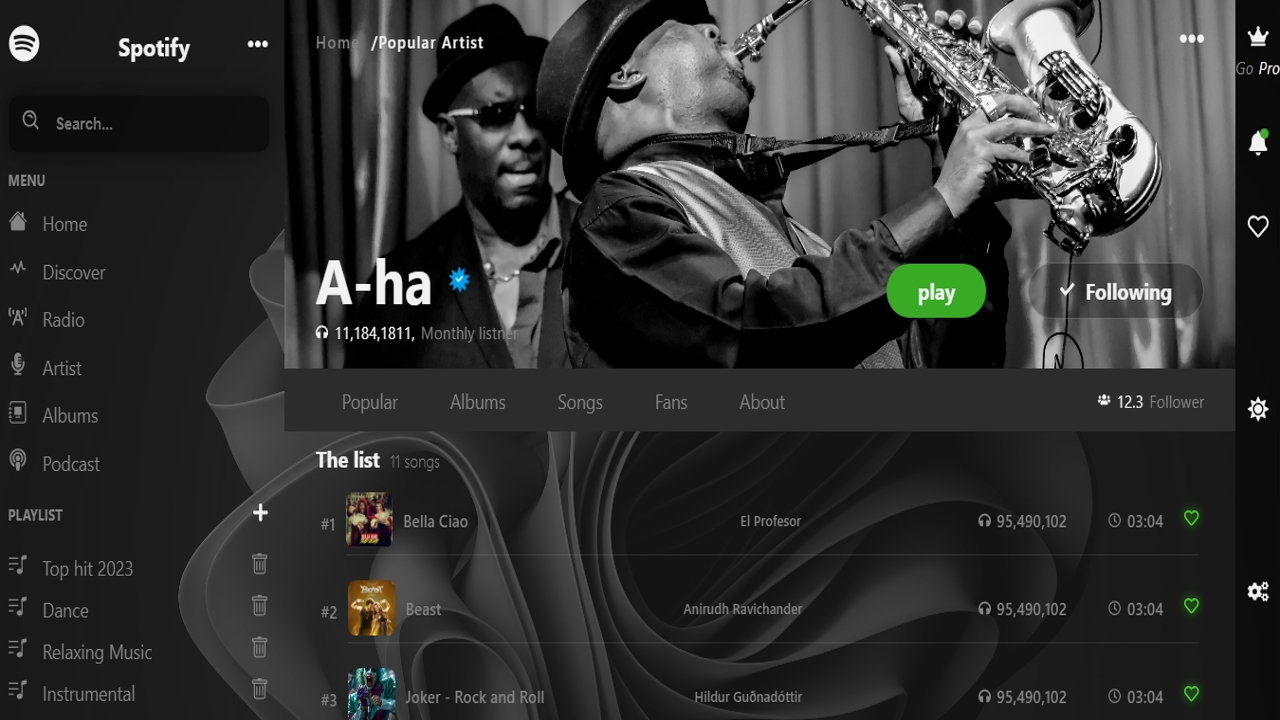 Spotify
Search...
MENU
Home
Discover
Radio
Artist
Albums
Podcast
PLAYLIST
Top hit 2023
Dance
Relaxing Music
Instrumental
Home /Popular Artist
A-ha
11,184,1811, Monthly listner
play
Following
Popular Albums Songs Fans About
12.3 Follower
The list 11 songs
#1 Bella Ciao El Profesor 95,490,102 03:04
#2 Beast Anirudh Ravichander 95,490,102 03:04
#3 Joker - Rock and Roll Hildur Guðnadóttir 95,490,102 03:04
Go Pro